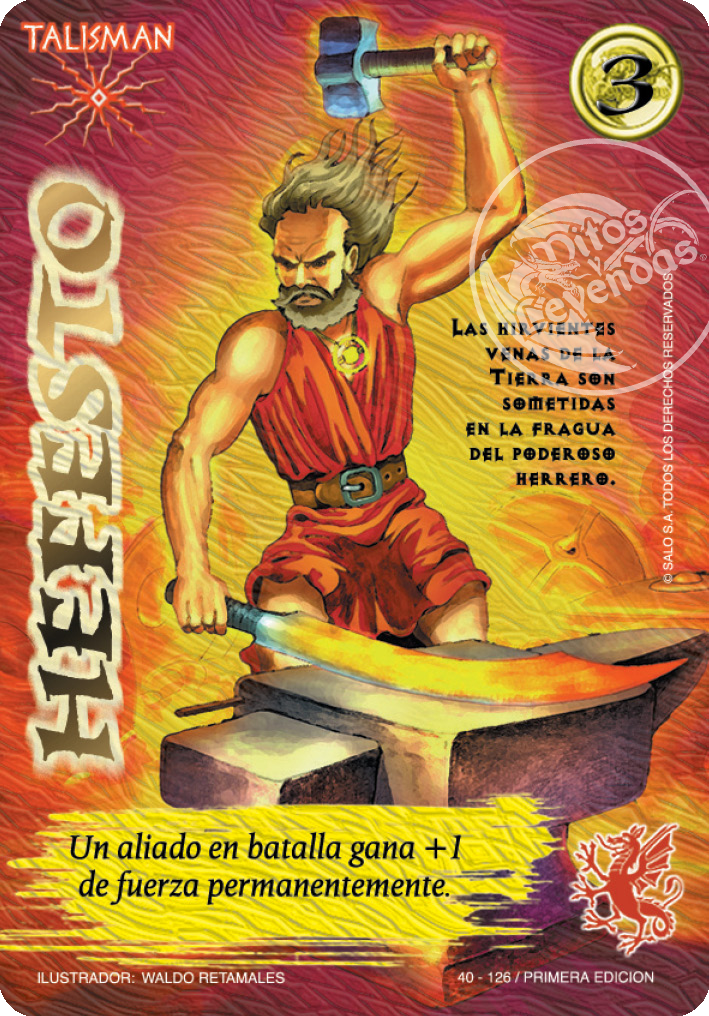 TALISMAN
3
HEFESTO
Mitos
y
Leyendas
LAS HIRVIENTES
VENAS DE LA
TIERRA SON
SOMETIDAS
EN LA FRAGUA
DEL PODEROSO
HERRERO.
© SALO S.A. TODOS LOS DERECHOS RESERVADOS
Un aliado en batalla gana +1
de fuerza permanentemente.
ILUSTRADOR: WALDO RETAMALES
40 - 126 / PRIMERA EDICION